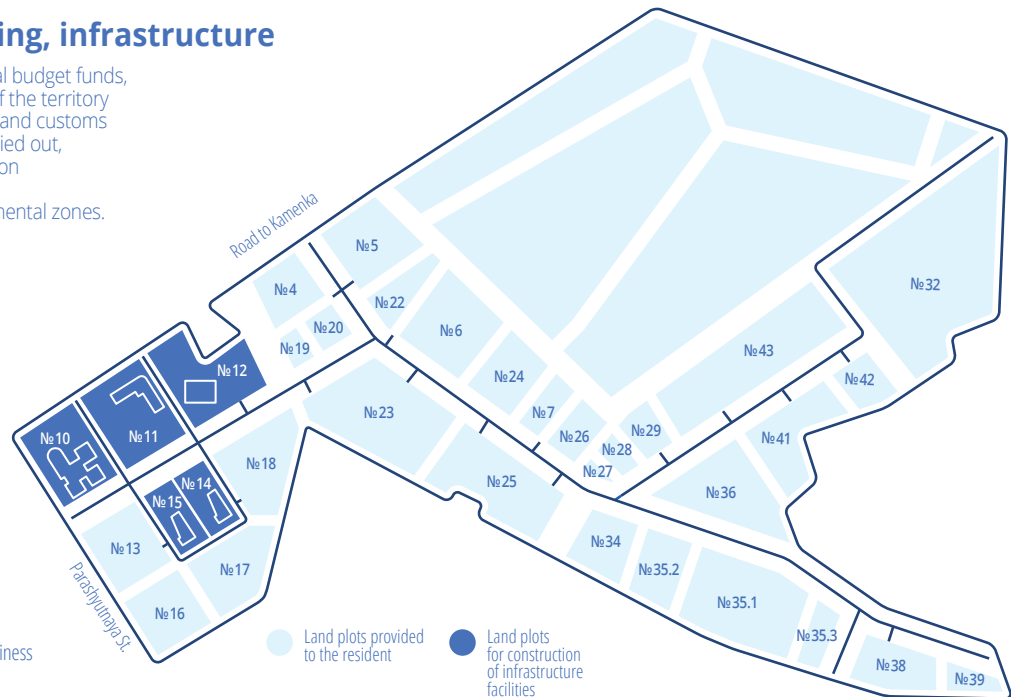 ing, infrastructure
al budget funds,
f the territory
and customs
ied out,
on
mental zones.
Road to Kamenka
№5
№4
№32
№22
№20
№6
№19
№43
№12
№24
№42
№23
№7
№10
№11
№26
№29
№41
№28
№18
№27
№14
№25
№36
№15
№13
№34
№17
№35.2
Parashyutnaya St.
№35.1
№16
№35.3
iness
Land plots provided
to the resident
Land plots
for construction
of infrastructure
facilities
№38
№39